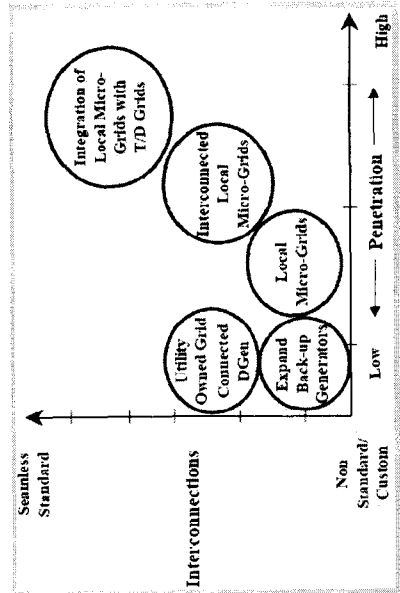 Seamless
Standard
Interconnections
Non
Standard/
Custom
Integration of
Local Micro-
Grids with
T/D Grids
Interconnected
Local
Micro-Grids
Local
Micro-Grids
Utility
Owned Grid
Connected
DGen
Expand
Back-up
Generators
Low
Penetration
High